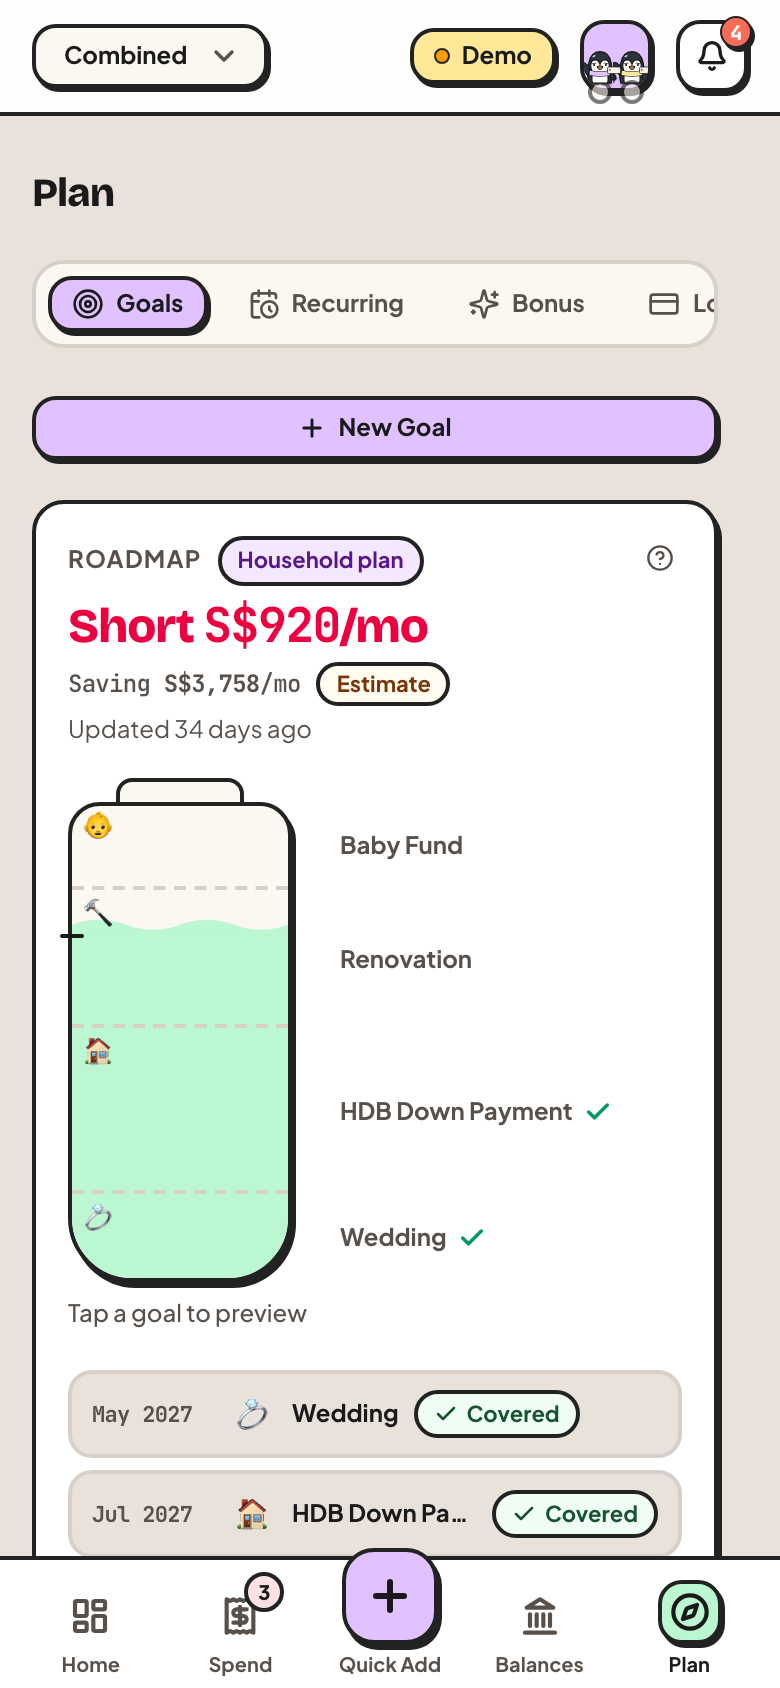 Combined
Demo
4
Plan
Goals
Recurring
Bonus
Lo
+ New Goal
ROADMAP
Household plan
Short S$920/mo
Saving S$3,758/mo
Estimate
Updated 34 days ago
Baby Fund
Renovation
HDB Down Payment
Wedding
Tap a goal to preview
May 2027 Wedding Covered
Jul 2027 HDB Down Pa... Covered
3
Home
Spend
Quick Add
Balances
Plan